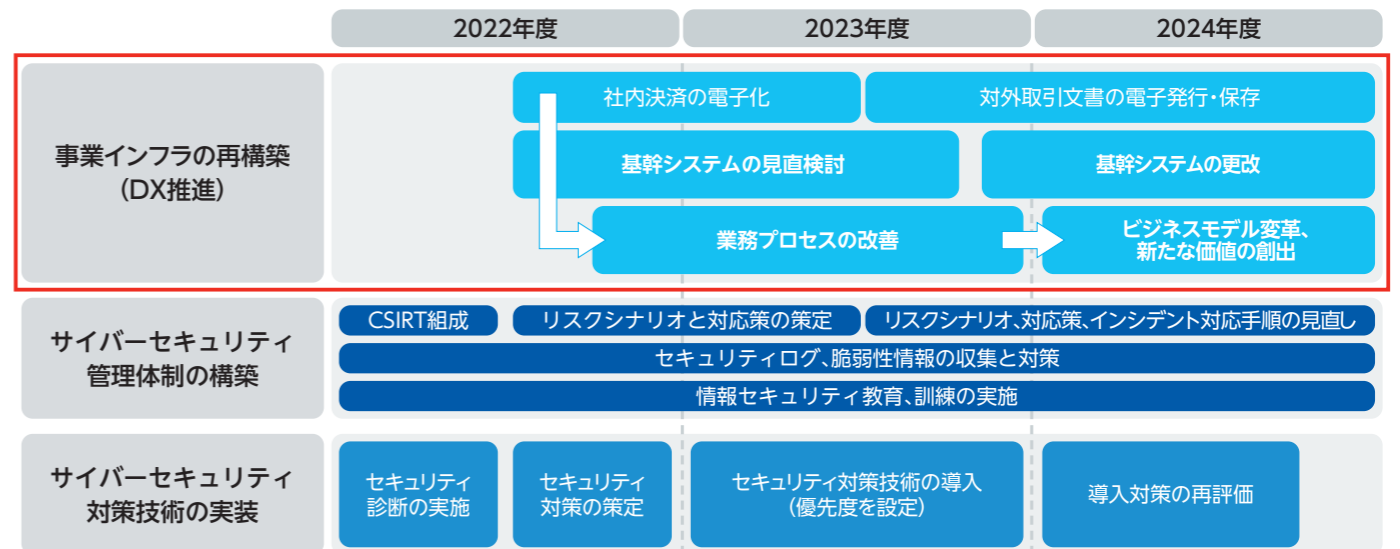 2022年度
2023年度
2024年度
事業インフラの再構築
(DX推進)
社内決済の電子化
対外取引文書の電子発行・保存
基幹システムの見直検討
基幹システムの更改
業務プロセスの改善
ビジネスモデル変革、
新たな価値の創出
サイバーセキュリティ
管理体制の構築
CSIRT組成
リスクシナリオと対応策の策定
リスクシナリオ、対応策、インシデント対応手順の見直し
セキュリティログ、脆弱性情報の収集と対策
情報セキュリティ教育、訓練の実施
サイバーセキュリティ
対策技術の実装
セキュリティ
診断の実施
セキュリティ
対策の策定
セキュリティ対策技術の導入
(優先度を設定)
導入対策の再評価